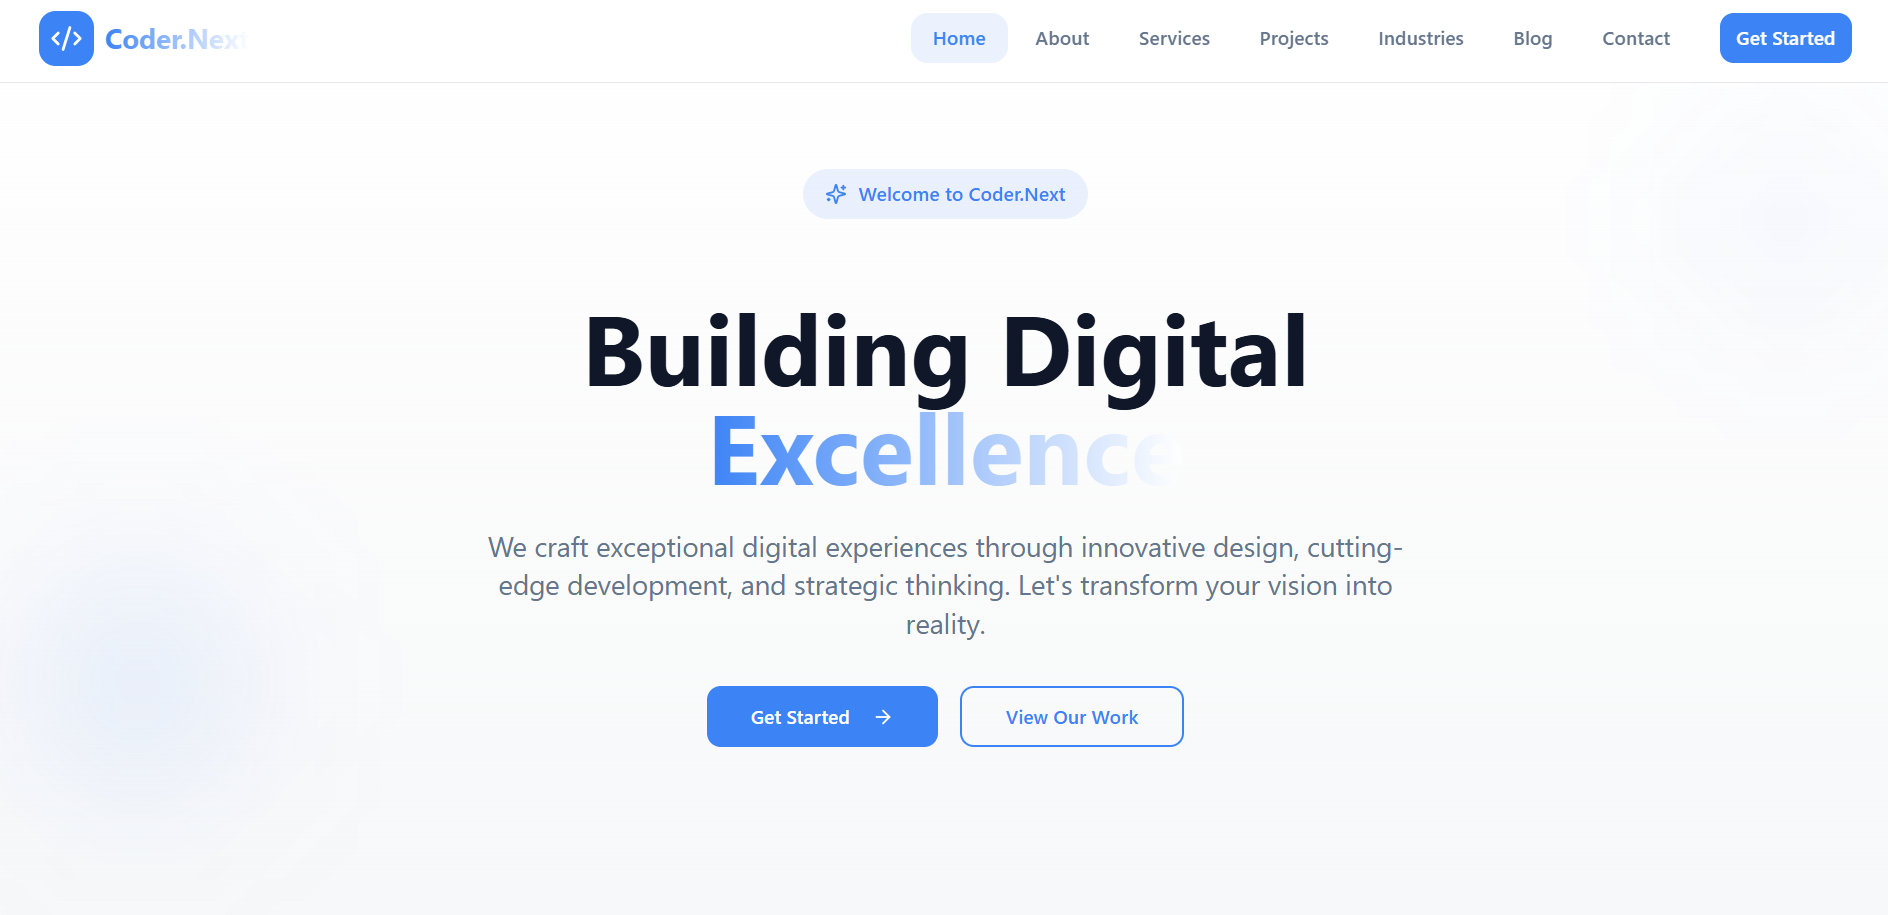 Coder.Next
Home
About
Services
Projects
Industries
Blog
Contact
Get Started
Welcome to Coder.Next
Building Digital
Excellence
We craft exceptional digital experiences through innovative design, cutting-
edge development, and strategic thinking. Let's transform your vision into
reality.
Get Started
View Our Work